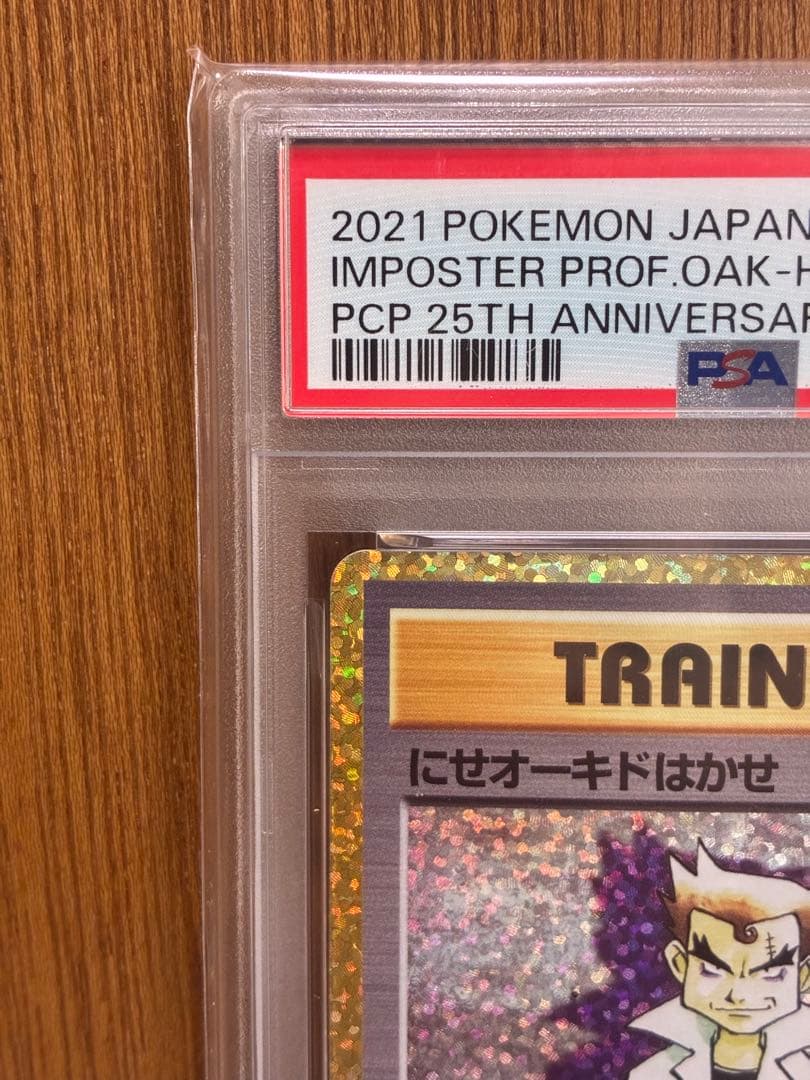 2021 POKEMON JAPAN
IMPOSTER PROF.OAK-H
PCP 25TH ANNIVERSAR
PSA
TRAIN
にせオーキドはかせ